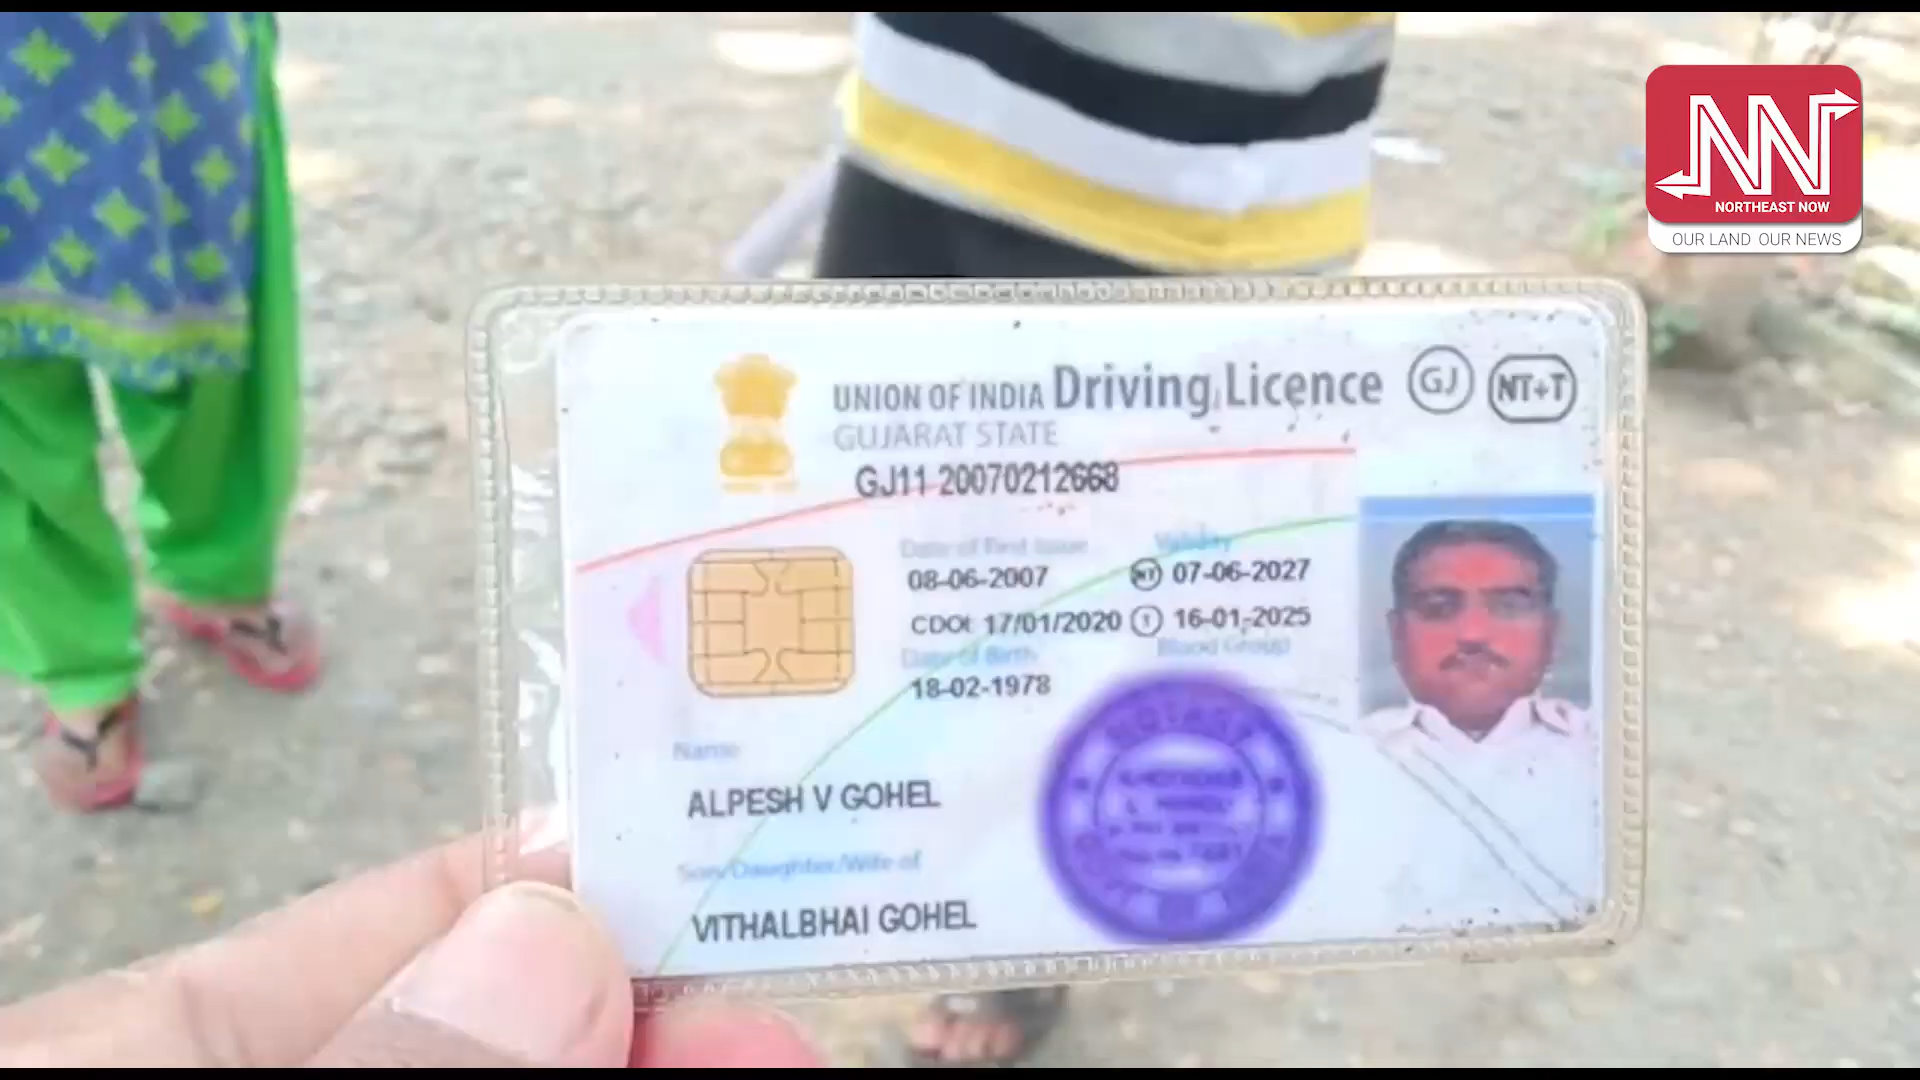 NORTHEAST NOW
OUR LAND OUR NEWS
UNION OF INDIA Driving Licence GJ NT+T
GUJARAT STATE
GJ11 20070212668
Date of First Issue Validity
08-06-2007 NT 07-06-2027
CDOI: 17/01/2020 T 16-01-2025
Date of Birth Blood Group
18-02-1978
Name
ALPESH V GOHEL
Son/Daughter/Wife of
VITHALBHAI GOHEL
NOTARY